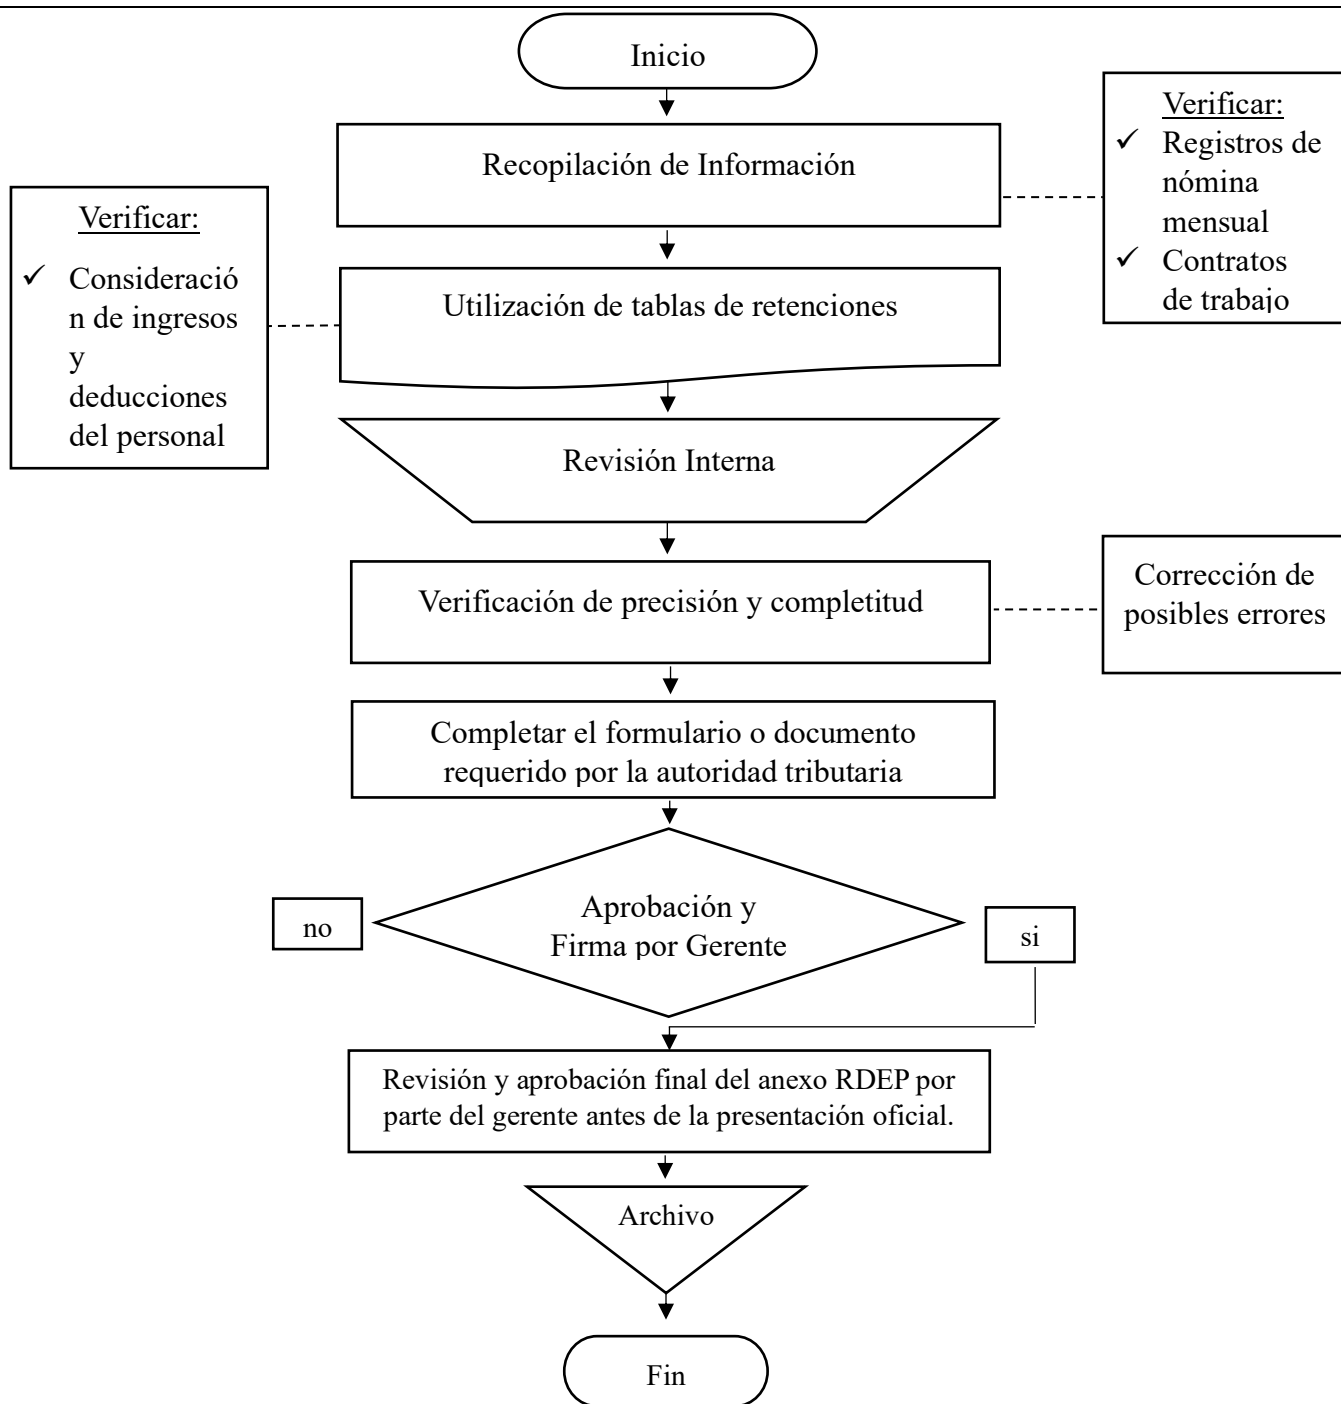 Inicio
Verificar:
Registros de
nómina
mensual
Contratos
de trabajo
Recopilación de Información
Verificar:
Consideració
n de ingresos
y
deducciones
del personal
Utilización de tablas de retenciones
Revisión Interna
Verificación de precisión y completitud
Corrección de
posibles errores
Completar el formulario o documento
requerido por la autoridad tributaria
no
Aprobación y
Firma por Gerente
si
Revisión y aprobación final del anexo RDEP por
parte del gerente antes de la presentación oficial.
Archivo
Fin